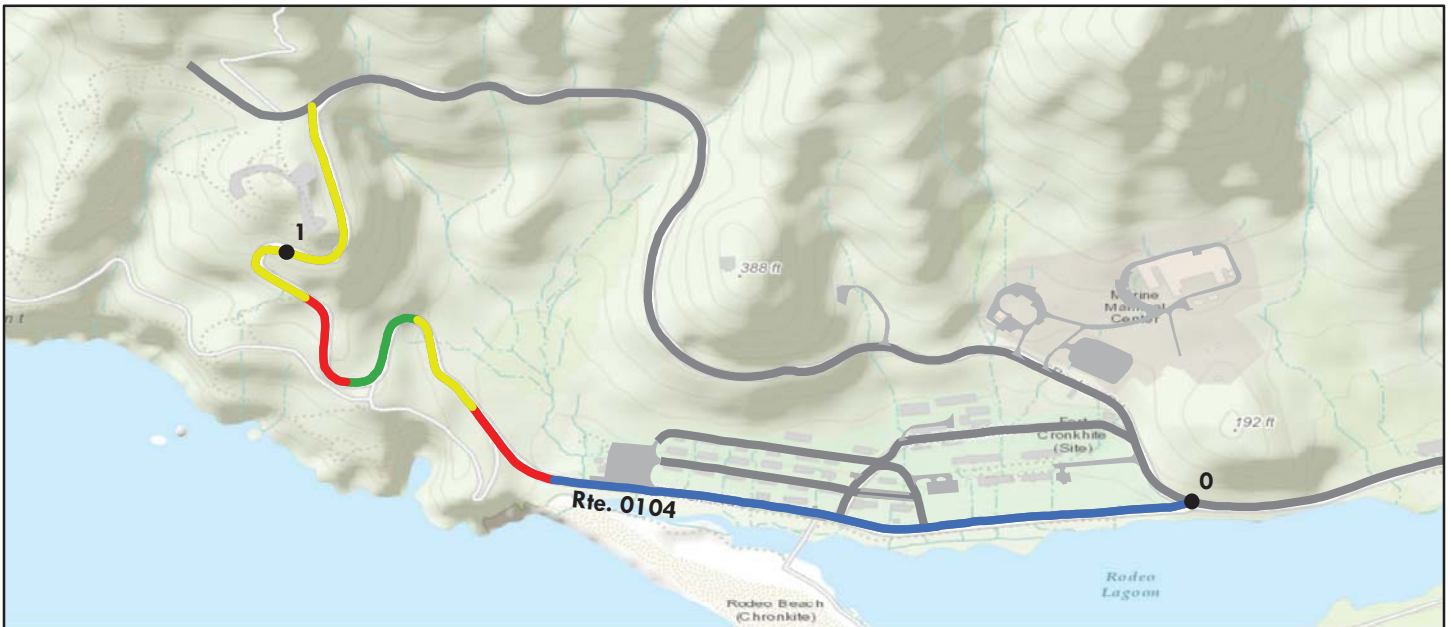 1
388 ft
Marine
Mammal
Center
192 ft
Fort
Cronkhite
(Site)
n t
0
Rte. 0104
Rodeo
Lagoon
Rodeo Beach
(Chronkite)